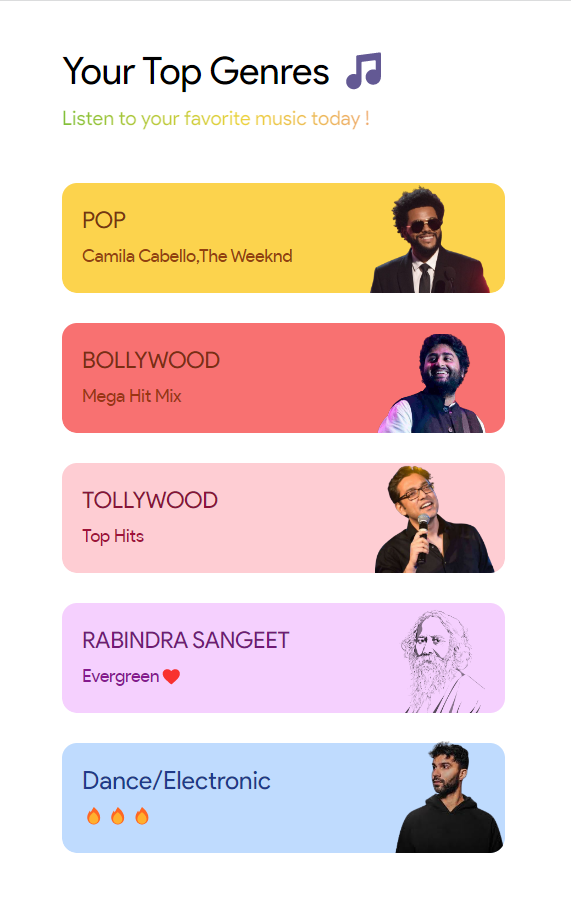 Your Top Genres 🎵
Listen to your favorite music today !
POP
Camila Cabello,The Weeknd
BOLLYWOOD
Mega Hit Mix
TOLLYWOOD
Top Hits
RABINDRA SANGEET
Evergreen❤️
Dance/Electronic
🔥🔥🔥